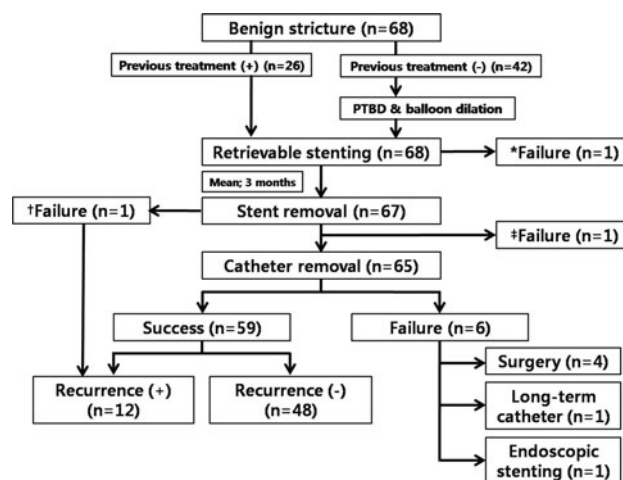 Benign stricture (n=68)
Previous treatment (+) (n=26)
Previous treatment (-) (n=42)
PTBD & balloon dilation
Retrievable stenting (n=68)
*Failure (n=1)
Mean; 3 months
†Failure (n=1)
Stent removal (n=67)
‡Failure (n=1)
Catheter removal (n=65)
Success (n=59)
Failure (n=6)
Surgery (n=4)
Recurrence (+)
(n=12)
Recurrence (-)
(n=48)
Long-term
catheter (n=1)
Endoscopic
stenting (n=1)